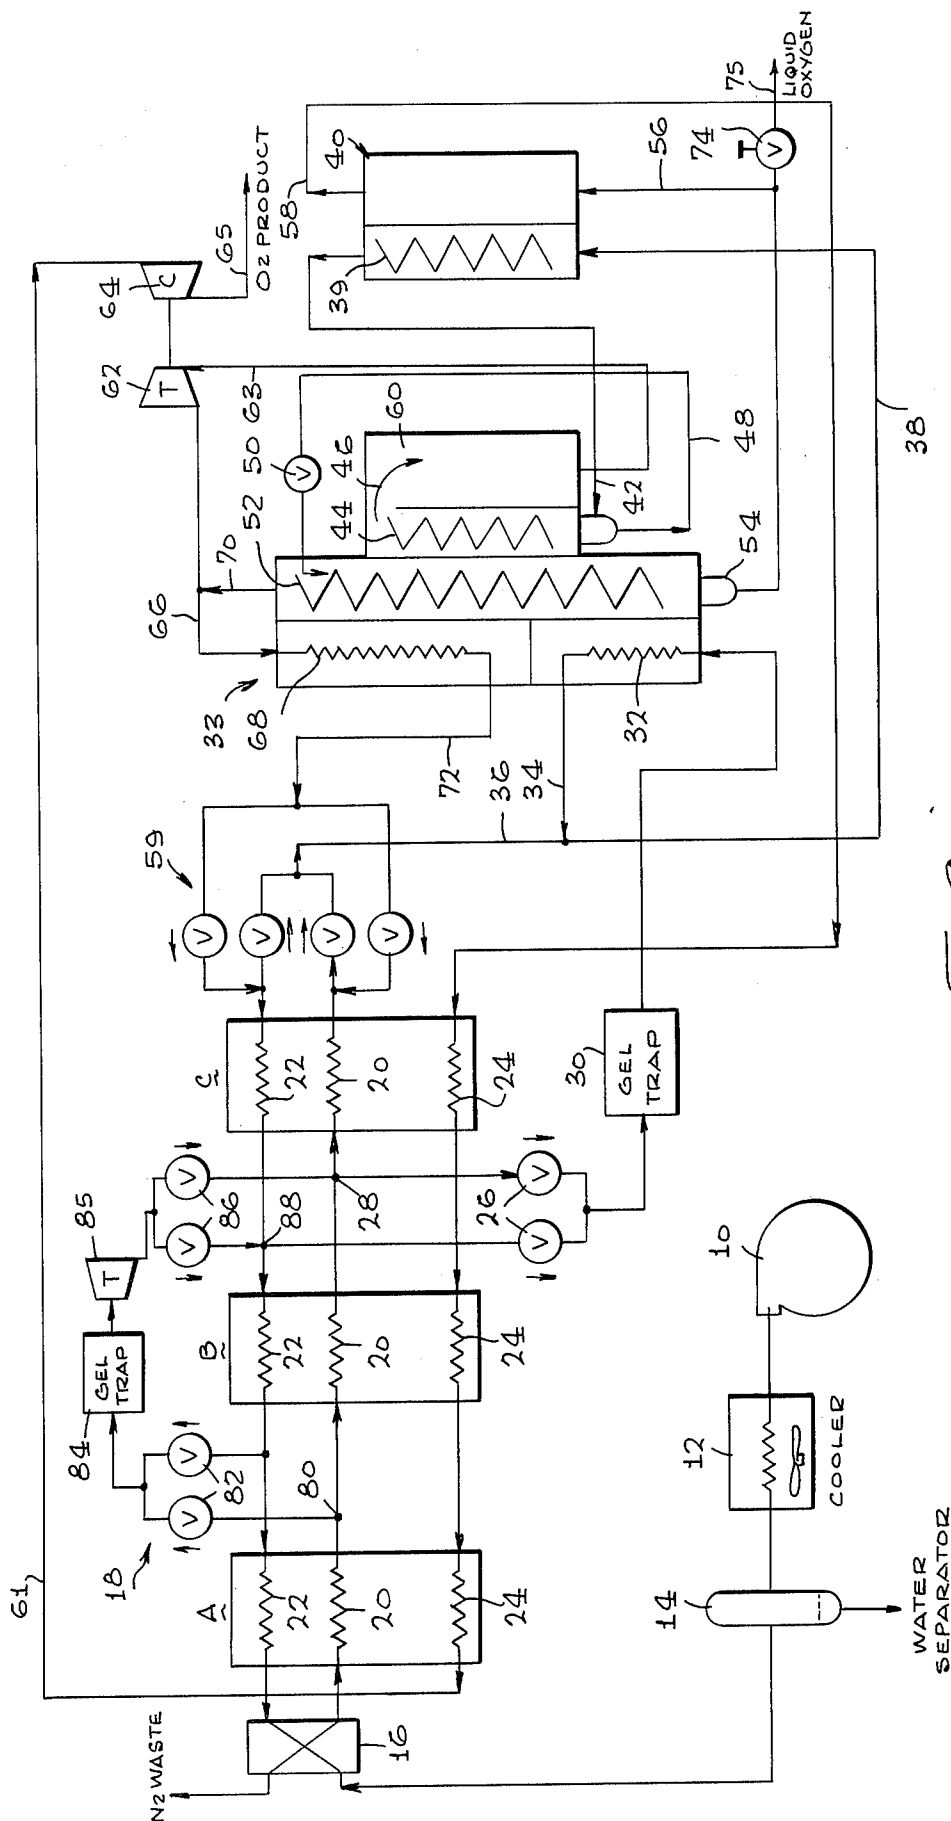 61
84
GEL
TRAP
85
T
62
T
64
C
65
O2 PRODUCT
N2 WASTE
18
V
V
82
V
V
86
59
V
V
V
V
66
70
63
33
68
52
50
V
44
46
60
58
40
39
A
B
C
22
22
22
88
16
20
80
20
28
20
72
24
24
24
36
34
32
42
48
54
56
74
V
75
LIQUID
OXYGEN
26
V
V
30
GEL
TRAP
14
12
10
COOLER
38
WATER
SEPARATOR